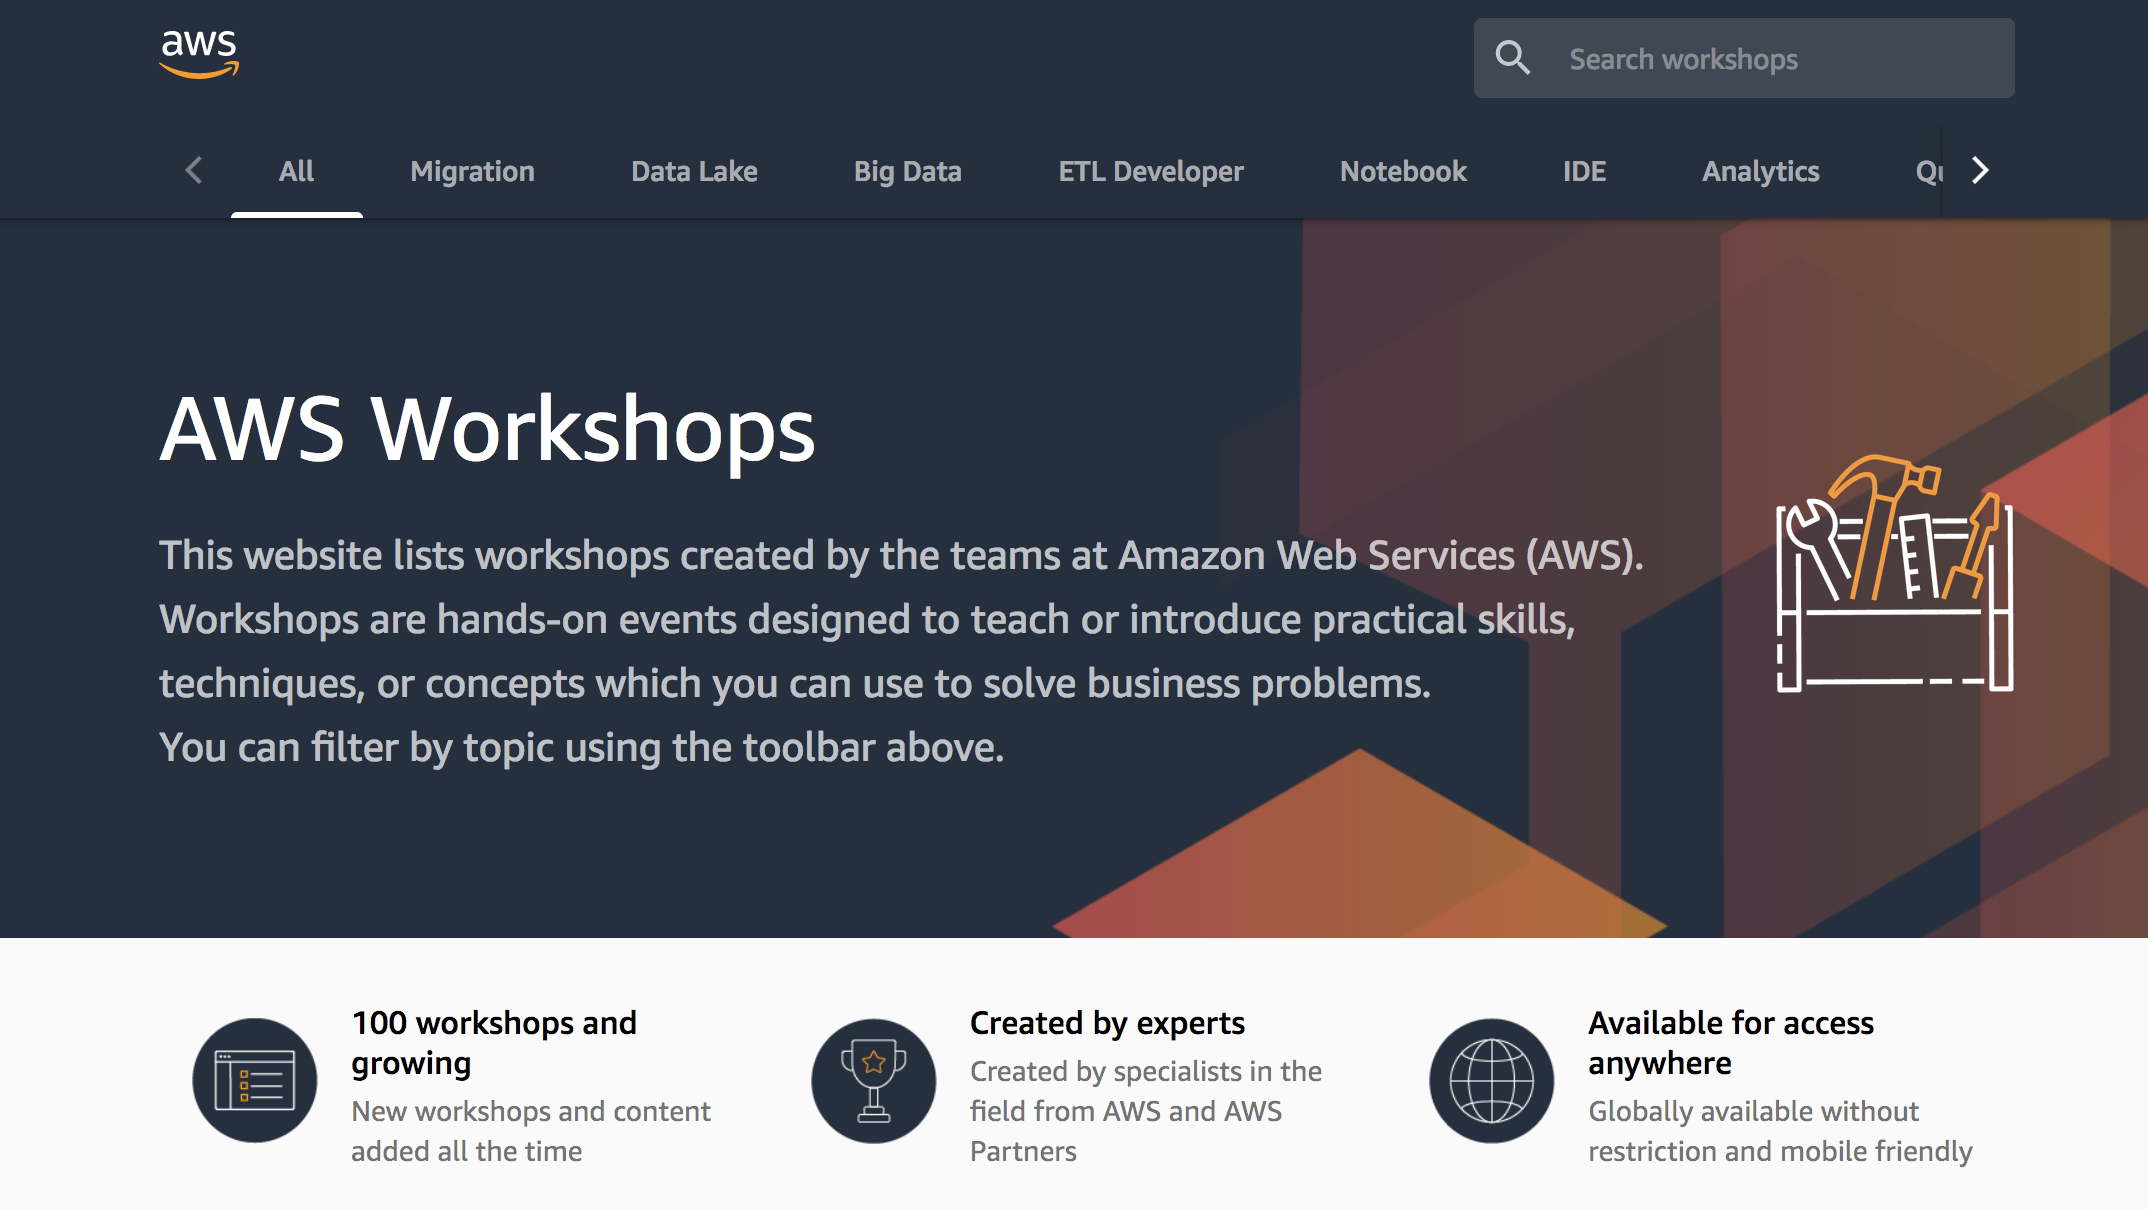 aws
Search workshops
All Migration Data Lake Big Data ETL Developer Notebook IDE Analytics
AWS Workshops
This website lists workshops created by the teams at Amazon Web Services (AWS).
Workshops are hands-on events designed to teach or introduce practical skills,
techniques, or concepts which you can use to solve business problems.
You can filter by topic using the toolbar above.
100 workshops and
growing
New workshops and content
added all the time
Created by experts
Created by specialists in the
field from AWS and AWS
Partners
Available for access
anywhere
Globally available without
restriction and mobile friendly